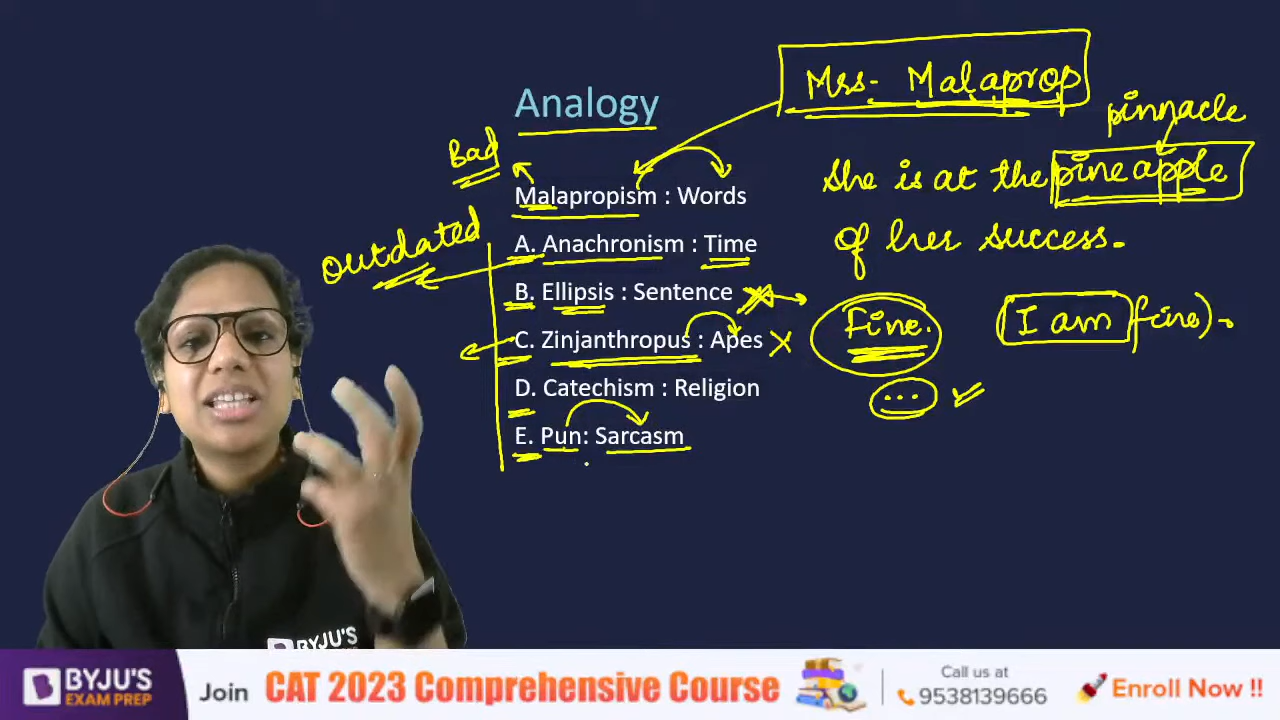 Mrs. Malaprop
Analogy
pinnacle
Bad
She is at the pineapple
Malapropism : Words
of her success.
Outdated
A. Anachronism : Time
B. Ellipsis : Sentence
Fine.
I am fine).
C. Zinjanthropus : Apes
D. Catechism : Religion
...
E. Pun: Sarcasm
BYJU'S
BYJU'S
EXAM PREP
Join CAT 2023 Comprehensive Course
Call us at
9538139666
Enroll Now !!